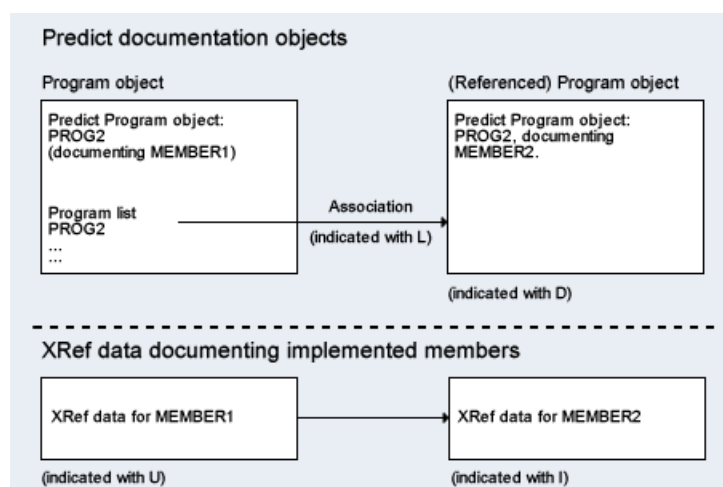 Predict documentation objects
Program object
(Referenced) Program object
Predict Program object:
PROG2
(documenting MEMBER1)
Program list
PROG2
...
...
Association
(indicated with L)
Predict Program object:
PROG2, documenting
MEMBER2.
(indicated with D)
XRef data documenting implemented members
XRef data for MEMBER1
XRef data for MEMBER2
(indicated with U)
(indicated with I)